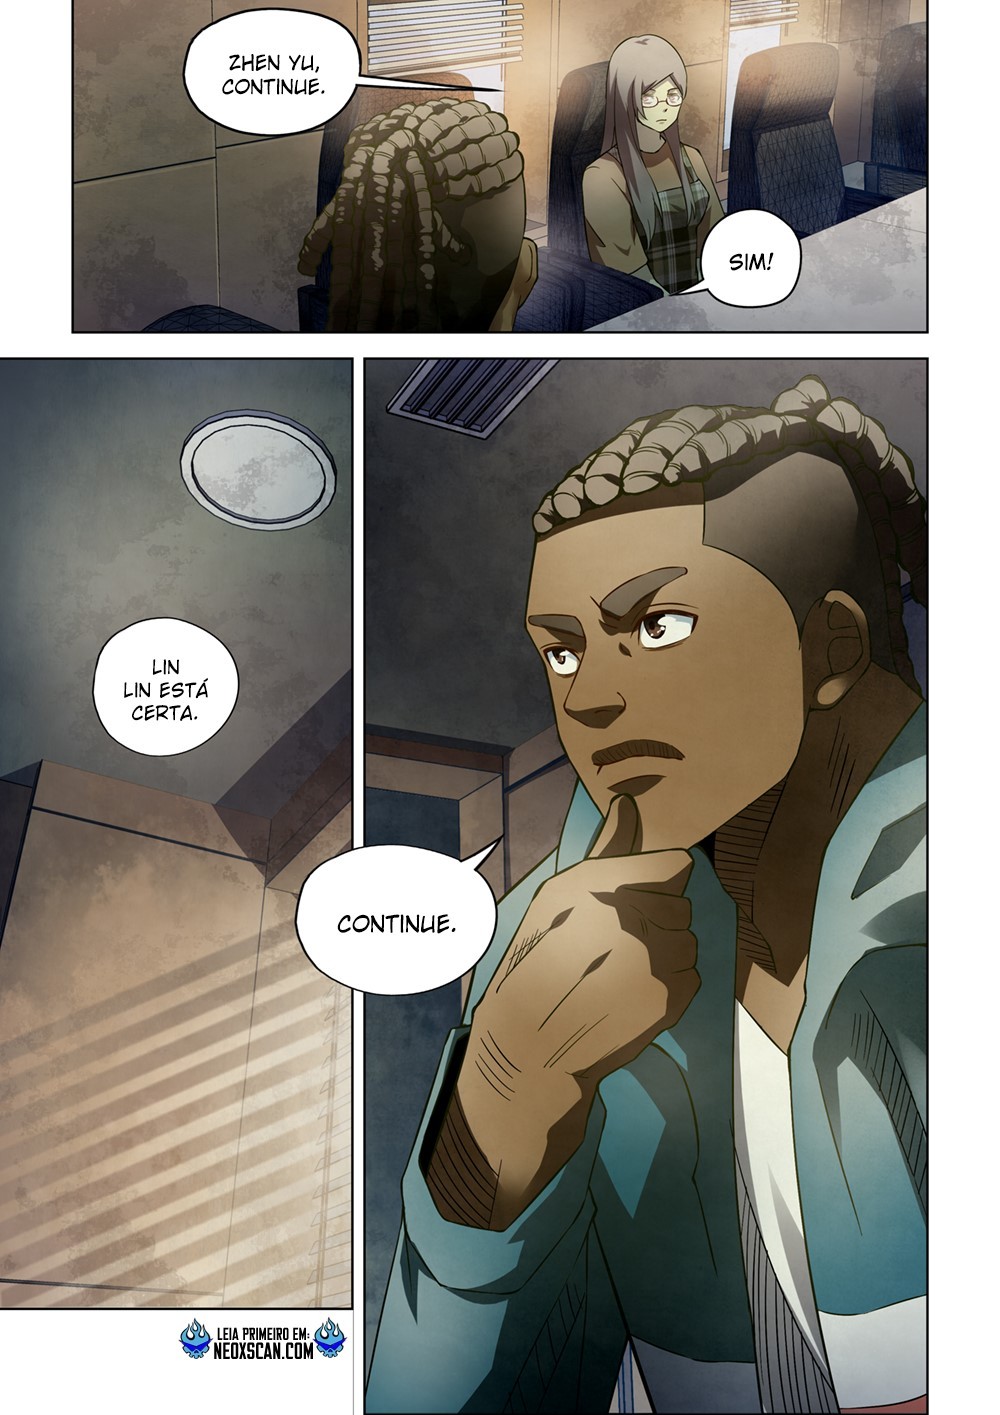 ZHEN YU,
CONTINUE.
SIM!
LIN
LIN ESTÁ
CERTA.
CONTINUE.
LEIA PRIMEIRO EM:
NEOXSCAN.COM